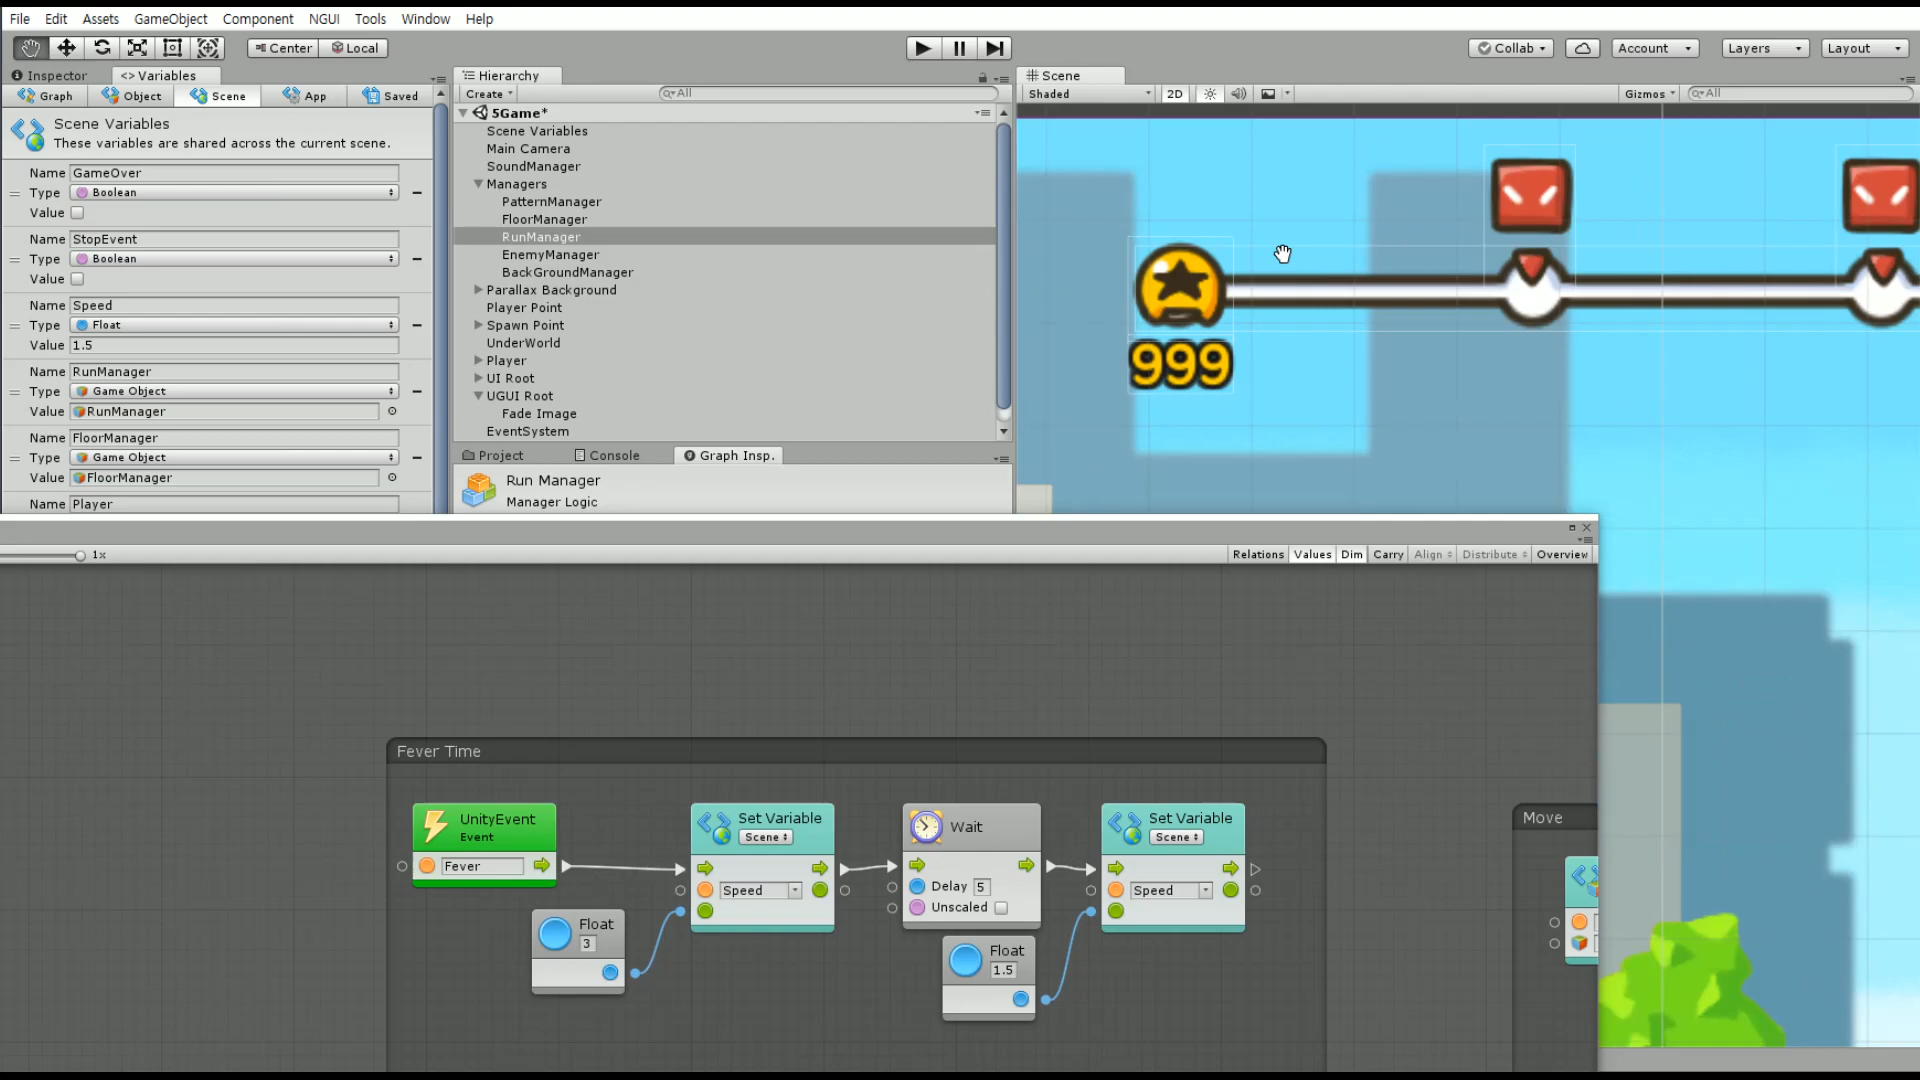 File Edit Assets GameObject Component NGUI Tools Window Help
Center Local Collab Account Layers Layout
Inspector <> Variables
Graph Object Scene App Saved
Scene Variables
These variables are shared across the current scene.
Name GameOver
Type Boolean
Value
Name StopEvent
Type Boolean
Value
Name Speed
Type Float
Value 1.5
Name RunManager
Type Game Object
Value RunManager
Name FloorManager
Type Game Object
Value FloorManager
Name Player
Hierarchy
Create All
5Game*
Scene Variables
Main Camera
SoundManager
Managers
PatternManager
FloorManager
RunManager
EnemyManager
BackGroundManager
Parallax Background
Player Point
Spawn Point
UnderWorld
Player
UI Root
UGUI Root
Fade Image
EventSystem
Project Console Graph Insp.
Run Manager
Manager Logic
Scene
Shaded 2D Gizmos All
999
1x Relations Values Dim Carry Align Distribute Overview
Fever Time
UnityEvent
Event
Fever
Float
3
Set Variable
Scene
Speed
Wait
Delay 5
Unscaled
Float
1.5
Set Variable
Scene
Speed
Move